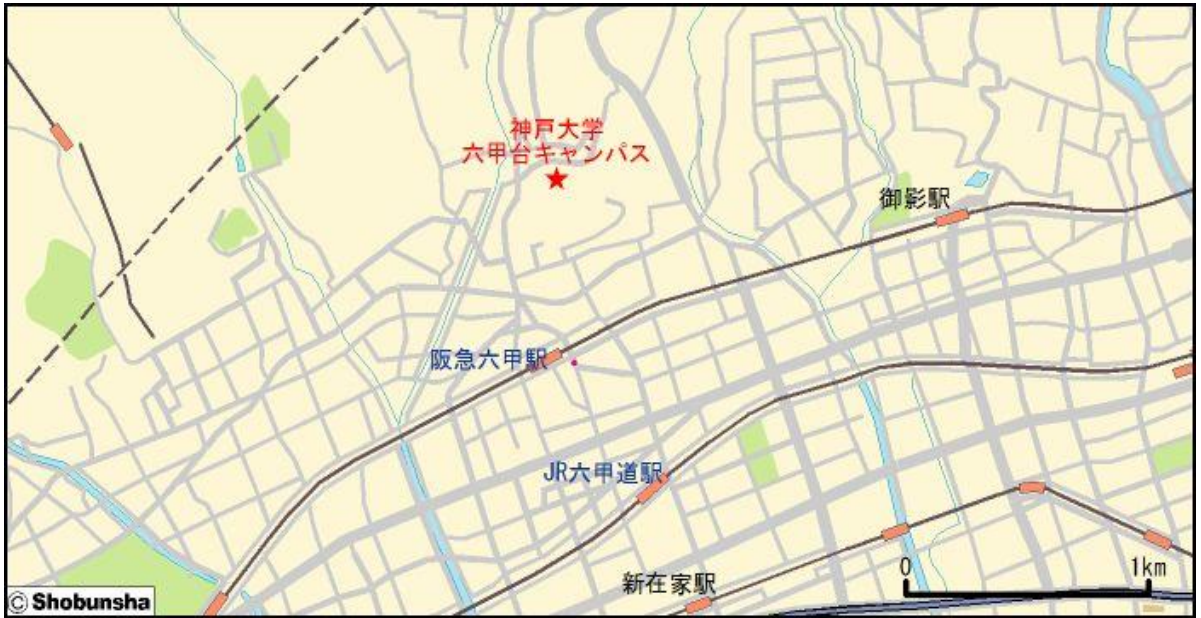 神戸大学
六甲台キャンパス
御影駅
阪急六甲駅
JR六甲道駅
新在家駅
0 1km
© Shobunsha